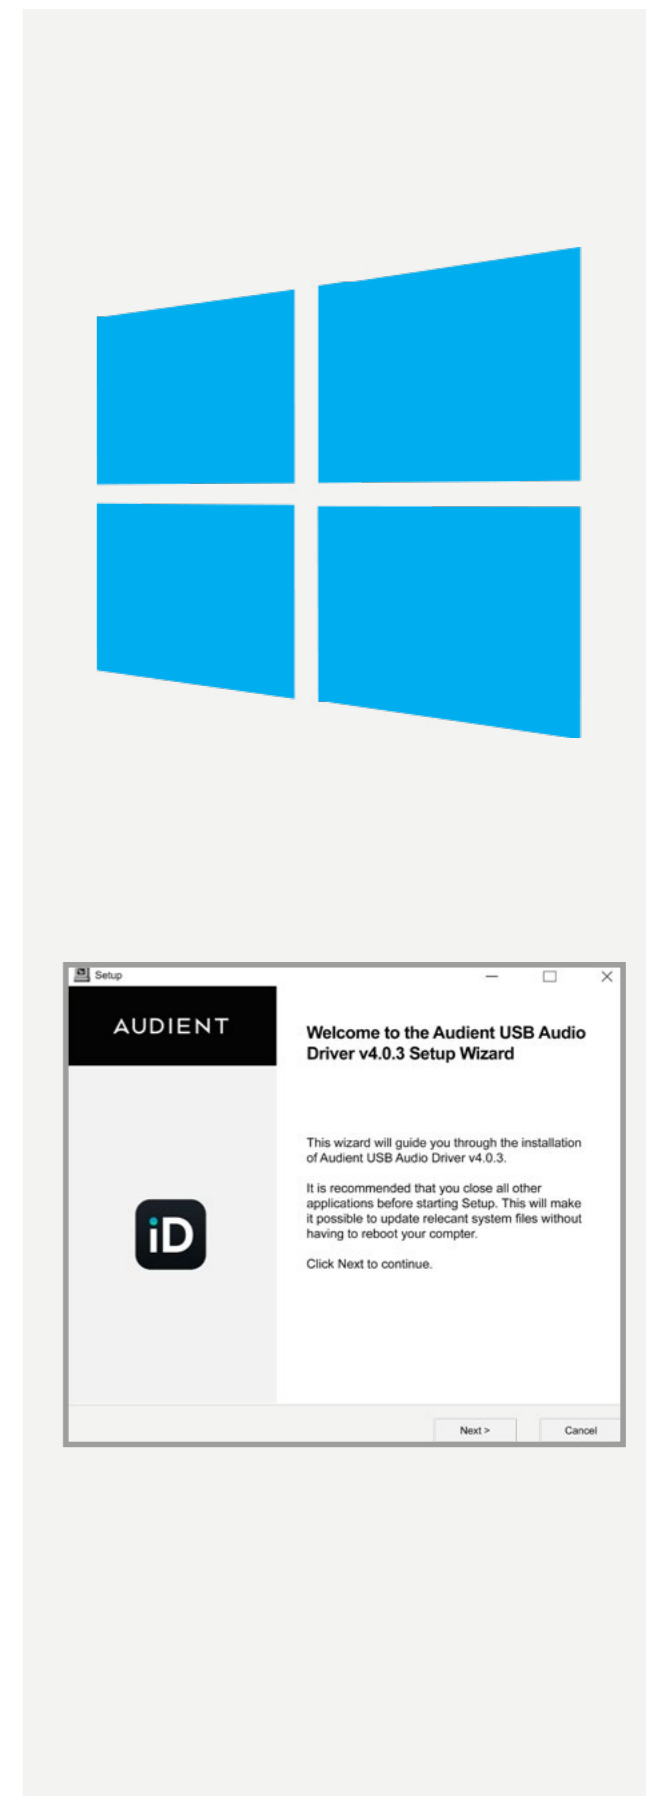 Setup
AUDIENT
Welcome to the Audient USB Audio
Driver v4.0.3 Setup Wizard
This wizard will guide you through the installation
of Audient USB Audio Driver v4.0.3.
It is recommended that you close all other
applications before starting Setup. This will make
it possible to update relecant system files without
having to reboot your compter.
Click Next to continue.
iD
Next >
Cancel